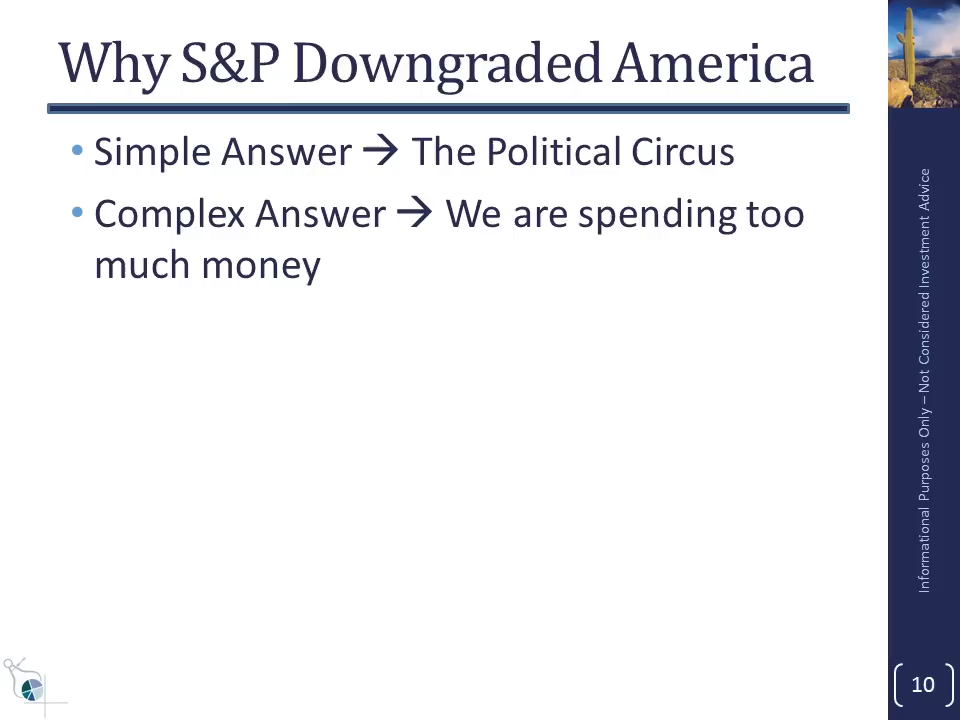 Why S&P Downgraded America
• Simple Answer → The Political Circus
• Complex Answer → We are spending too
much money
Informational Purposes Only – Not Considered Investment Advice
10